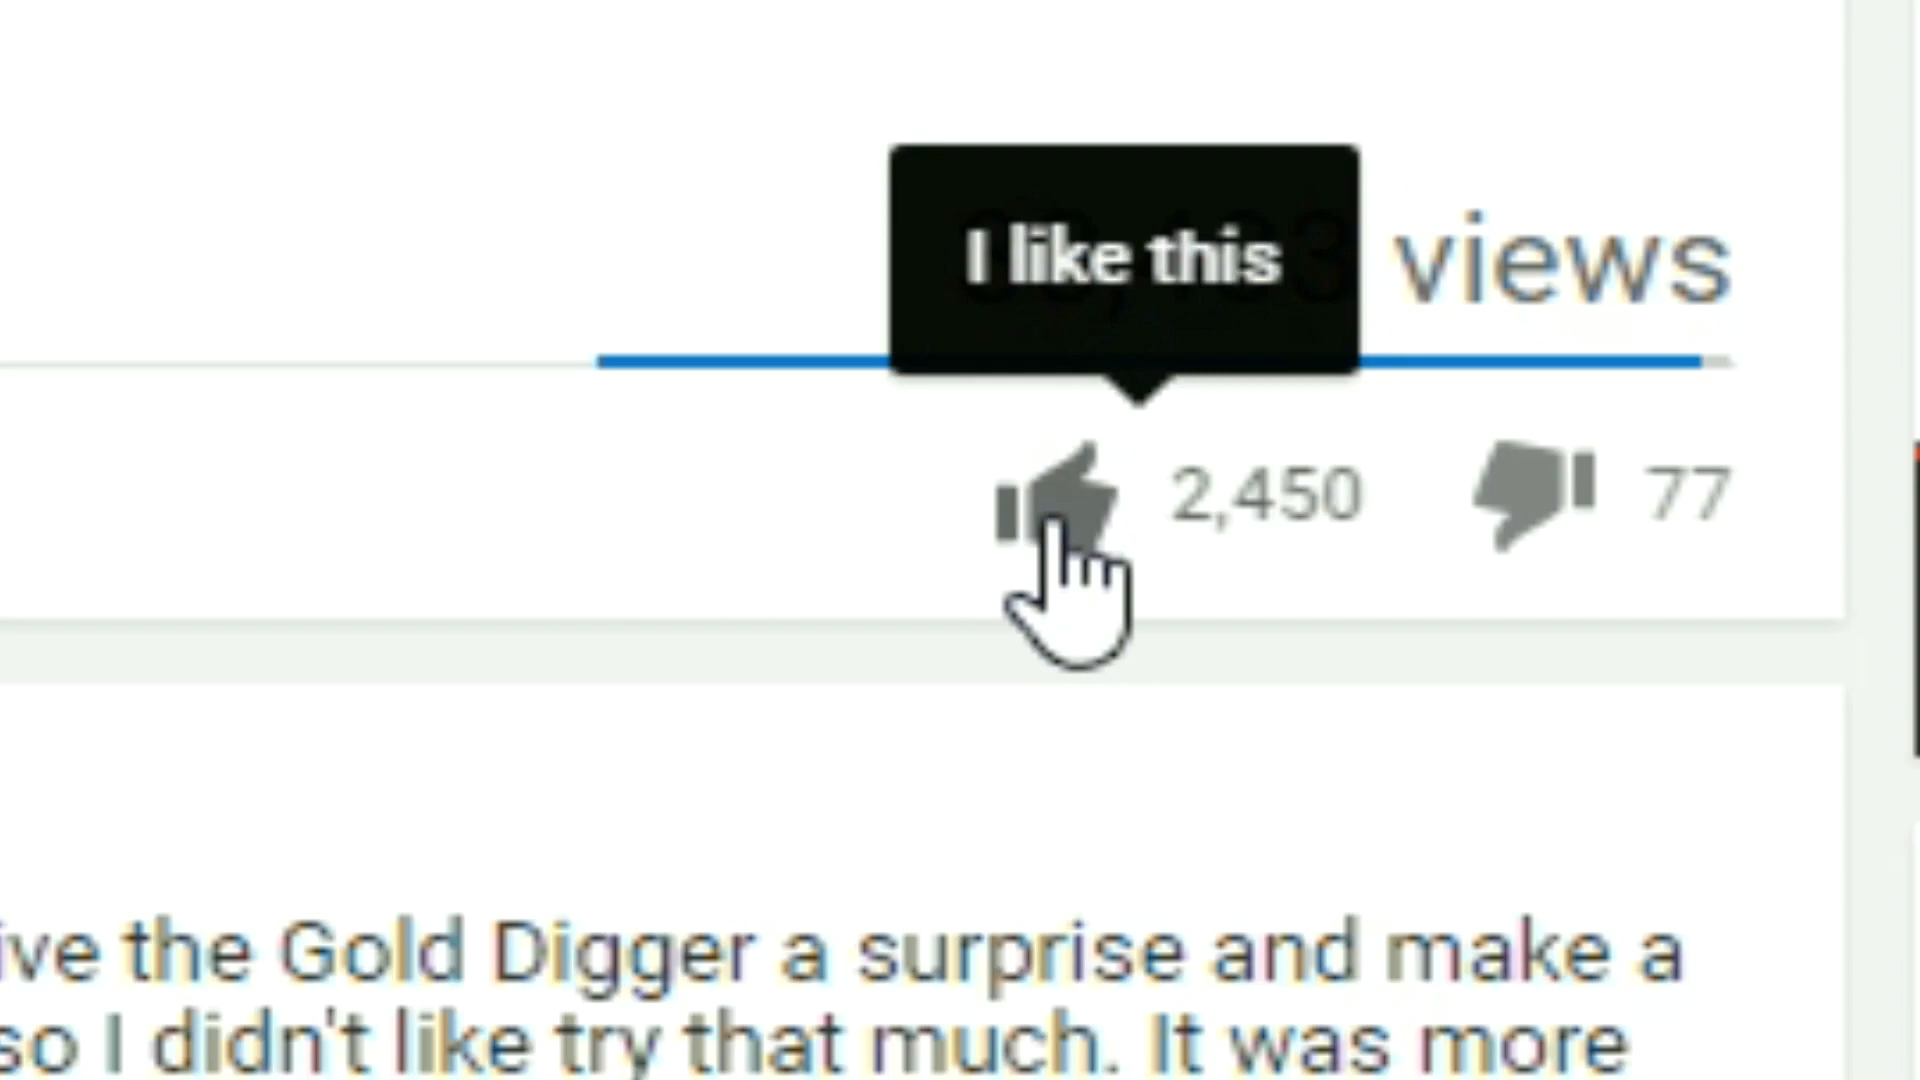 I like this
views
2,450
77
ive the Gold Digger a surprise and make a
so I didn't like try that much. It was more